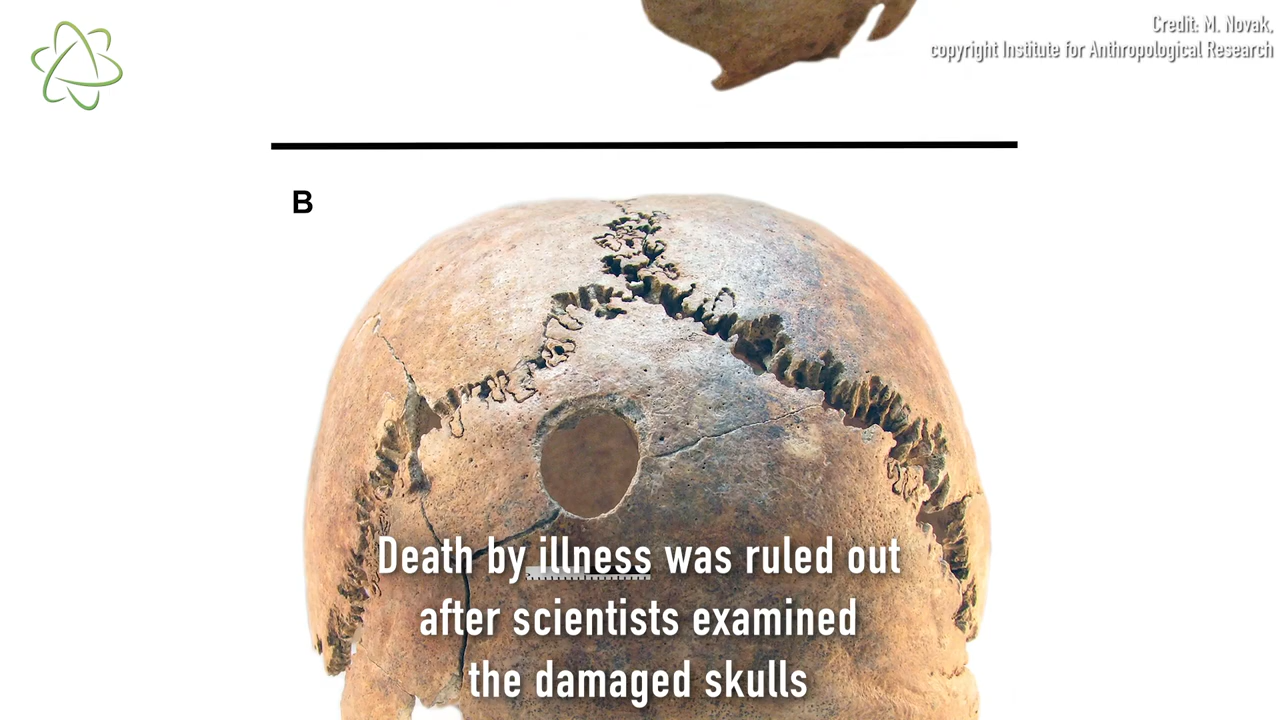 Credit: M. Novak,
copyright Institute for Anthropological Research
B
Death by illness was ruled out
after scientists examined
the damaged skulls